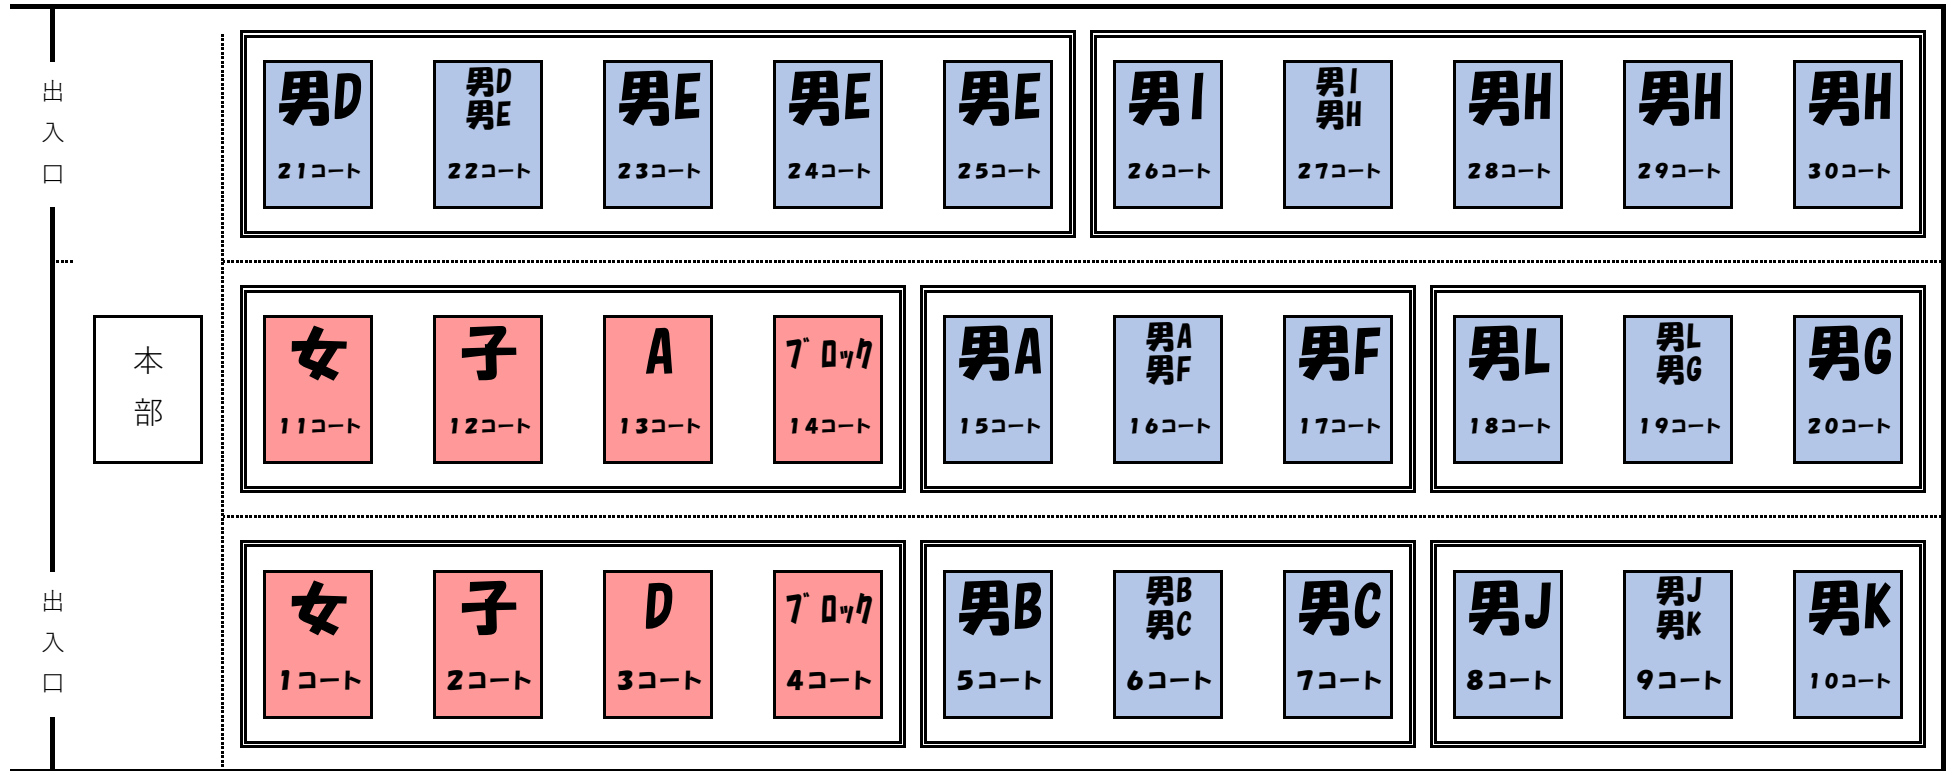 出入口
男D
21コート
男D
男E
22コート
男E
23コート
男E
24コート
男E
25コート
男I
26コート
男I
男H
27コート
男H
28コート
男H
29コート
男H
30コート
本部
女
11コート
子
12コート
A
13コート
ブロック
14コート
男A
15コート
男A
男F
16コート
男F
17コート
男L
18コート
男L
男G
19コート
男G
20コート
出入口
女
1コート
子
2コート
D
3コート
ブロック
4コート
男B
5コート
男B
男C
6コート
男C
7コート
男J
8コート
男J
男K
9コート
男K
10コート